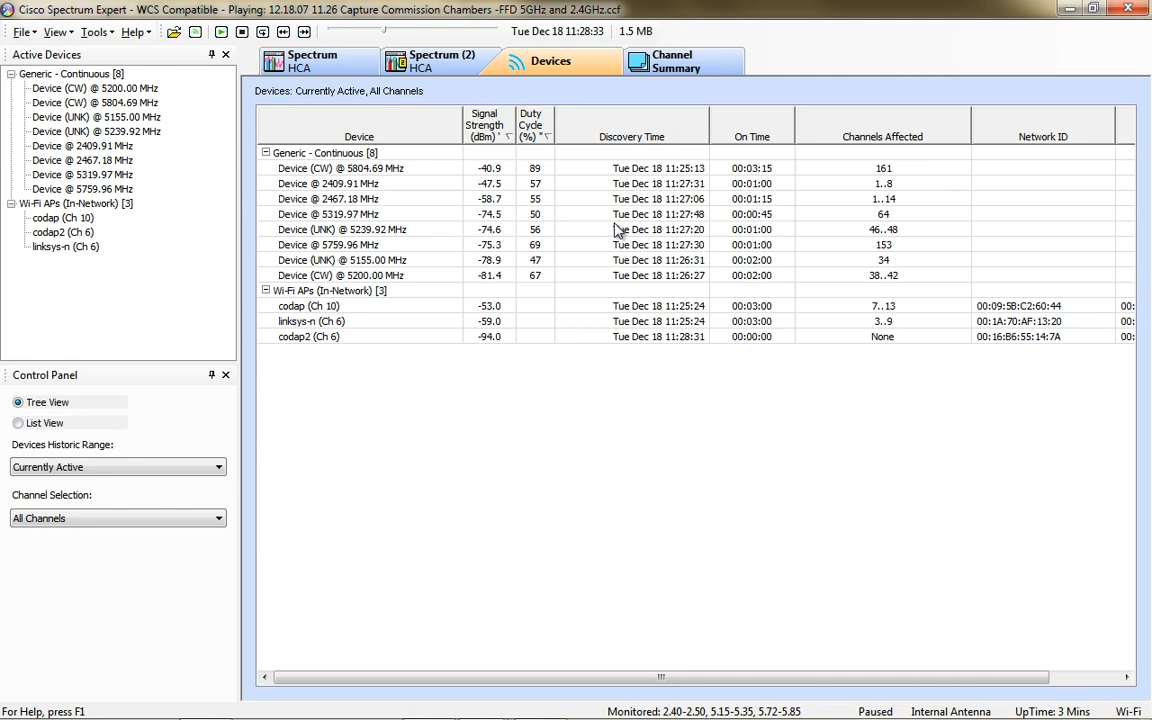 Cisco Spectrum Expert - WCS Compatible - Playing: 12.18.07 11.26 Capture Commission Chambers -FFD 5GHz and 2.4GHz.ccf
File View Tools Help Tue Dec 18 11:28:33 1.5 MB
Active Devices
Generic - Continuous [8]
Device (CW) @ 5200.00 MHz
Device (CW) @ 5804.69 MHz
Device (UNK) @ 5155.00 MHz
Device (UNK) @ 5239.92 MHz
Device @ 2409.91 MHz
Device @ 2467.18 MHz
Device @ 5319.97 MHz
Device @ 5759.96 MHz
Wi-Fi APs (In-Network) [3]
codap (Ch 10)
codap2 (Ch 6)
linksys-n (Ch 6)
Control Panel
Tree View
List View
Devices Historic Range:
Currently Active
Channel Selection:
All Channels
Spectrum
HCA
Spectrum (2)
HCA
Devices
Channel
Summary
Devices: Currently Active, All Channels
Device Signal Strength (dBm) ' Duty Cycle (%) " Discovery Time On Time Channels Affected Network ID
Generic - Continuous [8]
Device (CW) @ 5804.69 MHz -40.9 89 Tue Dec 18 11:25:13 00:03:15 161
Device @ 2409.91 MHz -47.5 57 Tue Dec 18 11:27:31 00:01:00 1..8
Device @ 2467.18 MHz -58.7 55 Tue Dec 18 11:27:06 00:01:15 1..14
Device @ 5319.97 MHz -74.5 50 Tue Dec 18 11:27:48 00:00:45 64
Device (UNK) @ 5239.92 MHz -74.6 56 Tue Dec 18 11:27:20 00:01:00 46..48
Device @ 5759.96 MHz -75.3 69 Tue Dec 18 11:27:30 00:01:00 153
Device (UNK) @ 5155.00 MHz -78.9 47 Tue Dec 18 11:26:31 00:02:00 34
Device (CW) @ 5200.00 MHz -81.4 67 Tue Dec 18 11:26:27 00:02:00 38..42
Wi-Fi APs (In-Network) [3]
codap (Ch 10) -53.0 Tue Dec 18 11:25:24 00:03:00 7..13 00:09:5B:C2:60:44 00:
linksys-n (Ch 6) -59.0 Tue Dec 18 11:25:24 00:03:00 3..9 00:1A:70:AF:13:20 00:
codap2 (Ch 6) -94.0 Tue Dec 18 11:28:31 00:00:00 None 00:16:B6:55:14:7A 00:
For Help, press F1 Monitored: 2.40-2.50, 5.15-5.35, 5.72-5.85 Paused Internal Antenna UpTime: 3 Mins Wi-Fi